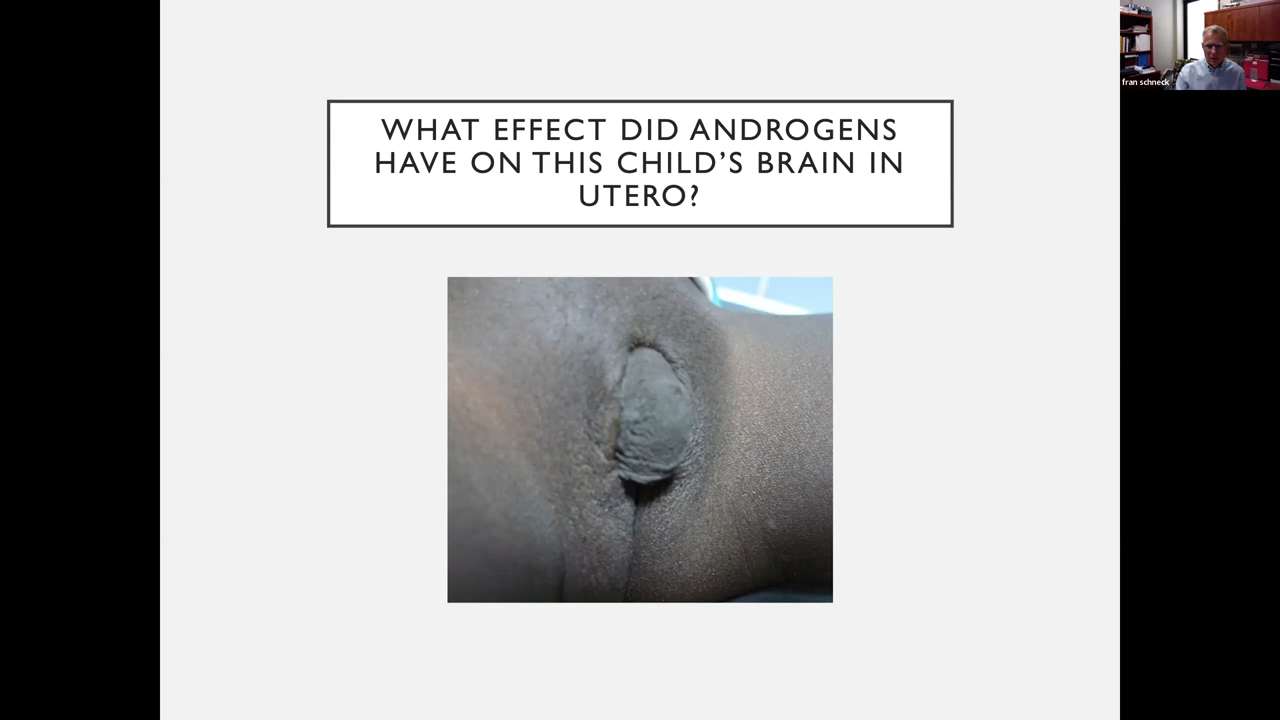 WHAT EFFECT DID ANDROGENS
HAVE ON THIS CHILD’S BRAIN IN
UTERO?
fran schneck